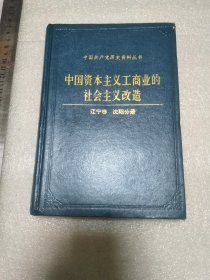 中国共产党历史资料丛书
中国资本主义工商业的
社会主义改造
辽宁卷 沈阳分册